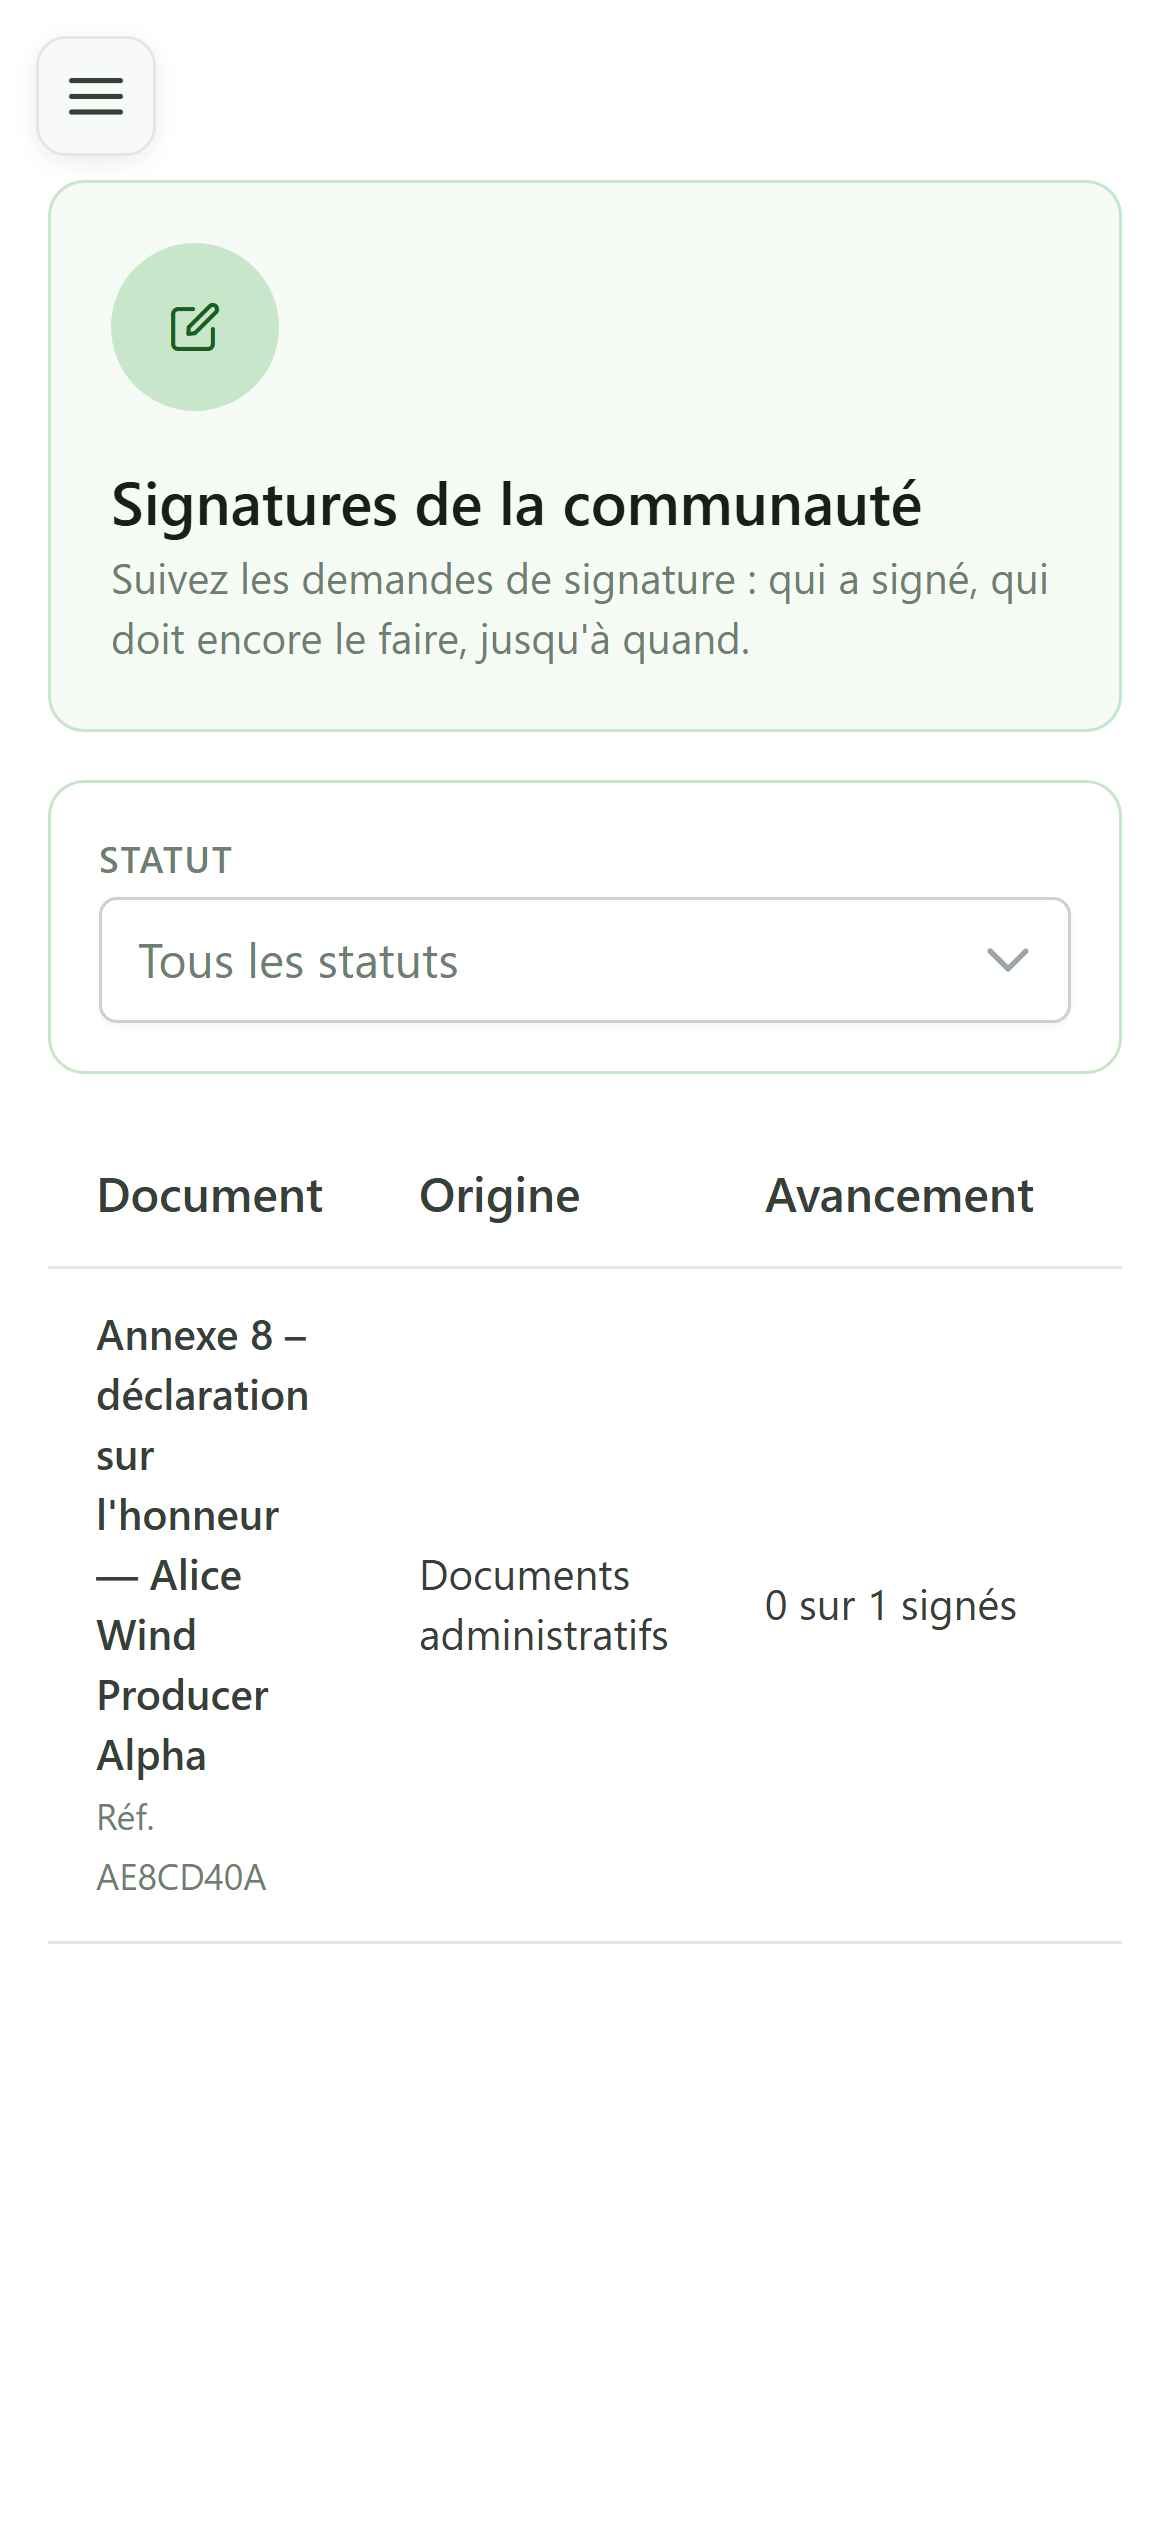 Signatures de la communauté
Suivez les demandes de signature : qui a signé, qui
doit encore le faire, jusqu'à quand.
STATUT
Tous les statuts
Document Origine Avancement
Annexe 8 –
déclaration
sur
l'honneur
— Alice
Wind
Producer
Alpha
Réf.
AE8CD40A
Documents
administratifs
0 sur 1 signés